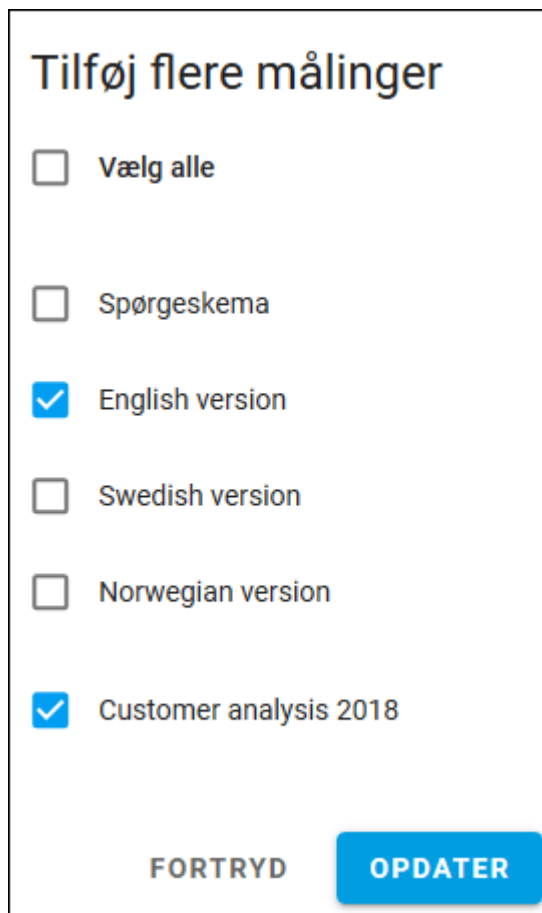 Tilføj flere målinger
Vælg alle
Spørgeskema
English version
Swedish version
Norwegian version
Customer analysis 2018
FORTRYD OPDATER